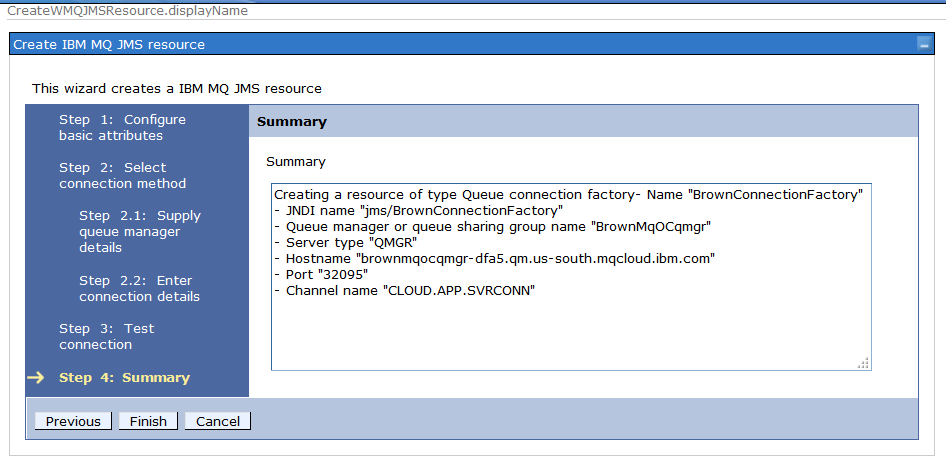 CreateWMQJMSResource.displayName
Create IBM MQ JMS resource
This wizard creates a IBM MQ JMS resource
Step 1: Configure
basic attributes
Step 2: Select
connection method
Step 2.1: Supply
queue manager
details
Step 2.2: Enter
connection details
Step 3: Test
connection
Step 4: Summary
Summary
Summary
Creating a resource of type Queue connection factory- Name "BrownConnectionFactory"
- JNDI name "jms/BrownConnectionFactory"
- Queue manager or queue sharing group name "BrownMqOCqmgr"
- Server type "QMGR"
- Hostname "brownmqocqmgr-dfa5.qm.us-south.mqcloud.ibm.com"
- Port "32095"
- Channel name "CLOUD.APP.SVRCONN"
Previous Finish Cancel